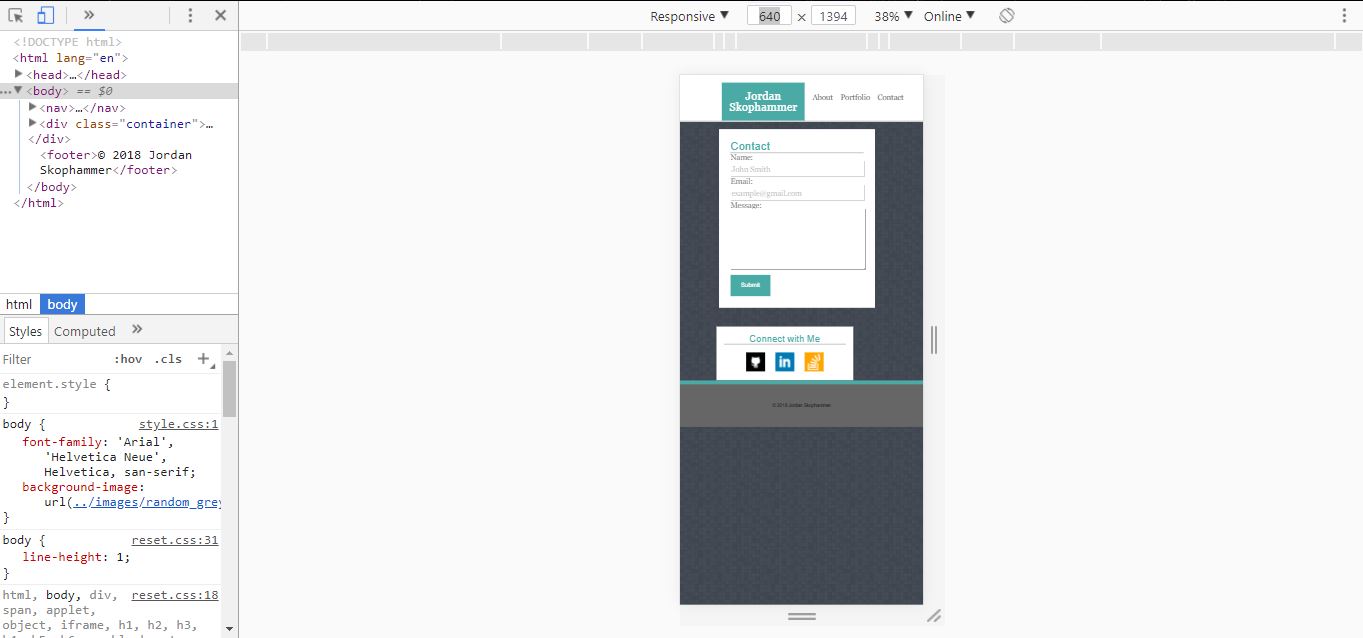 Responsive ▼ 640 × 1394 38% ▼ Online ▼
<!DOCTYPE html>
<html lang="en">
▶<head>…</head>
…▼<body> == $0
▶<nav>…</nav>
▶<div class="container">…
</div>
<footer>© 2018 Jordan
Skophammer</footer>
</body>
</html>
html body
Styles Computed »
Filter :hov .cls +
element.style {
}
body { style.css:1
font-family: 'Arial',
'Helvetica Neue',
Helvetica, san-serif;
background-image:
url(../images/random_grey
}
body { reset.css:31
line-height: 1;
}
html, body, div, reset.css:18
span, applet,
object, iframe, h1, h2, h3,
Jordan
Skophammer
About Portfolio Contact
Contact
Name:
John Smith
Email:
example@gmail.com
Message:
Submit
Connect with Me
in
© 2018 Jordan Skophammer